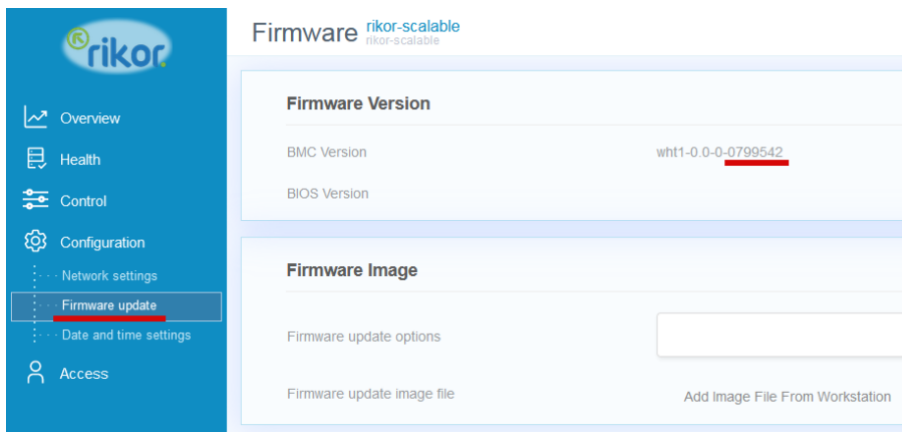 ® rikor
Firmware rikor-scalable
rikor-scalable
Overview
Health
Control
Configuration
Network settings
Firmware update
Date and time settings
Access
Firmware Version
BMC Version wht1-0.0-0-0799542
BIOS Version
Firmware Image
Firmware update options
Firmware update image file Add Image File From Workstation